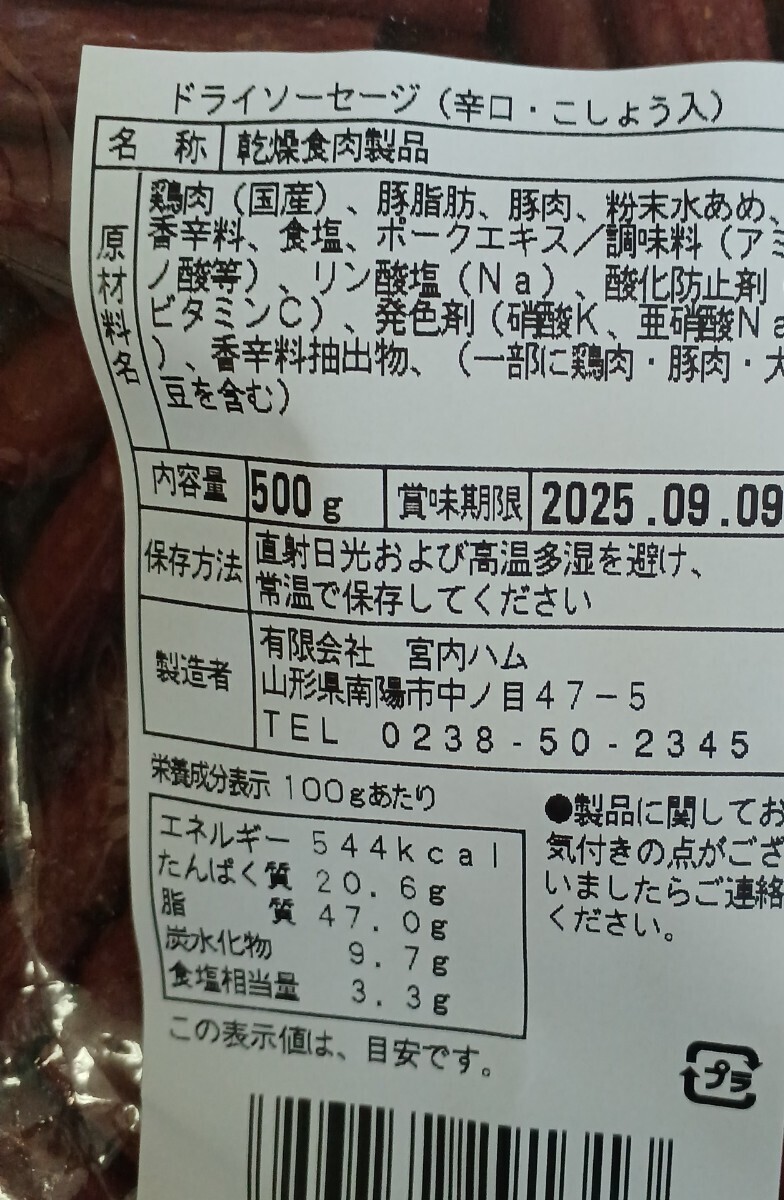 ドライソーセージ（辛口・こしょう入）
名 称 乾燥食肉製品
原材料名
鶏肉（国産）、豚脂肪、豚肉、粉末水あめ、
香辛料、食塩、ポークエキス／調味料（アミ
ノ酸等）、リン酸塩（Ｎａ）、酸化防止剤（
ビタミンＣ）、発色剤（硝酸Ｋ、亜硝酸Ｎａ
）、香辛料抽出物、（一部に鶏肉・豚肉・大
豆を含む）
内容量 500ｇ 賞味期限 2025.09.09
保存方法 直射日光および高温多湿を避け、
常温で保存してください
製造者 有限会社 宮内ハム
山形県南陽市中ノ目４７－５
ＴＥＬ ０２３８-５０-２３４５
栄養成分表示 １００ｇあたり
エネルギー ５４４ｋｃａｌ
たんぱく質 ２０．６ｇ
脂 質 ４７．０ｇ
炭水化物 ９．７ｇ
食塩相当量 ３．３ｇ
この表示値は、目安です。
●製品に関してお
気付きの点がござ
いましたらご連絡
ください。
プラ